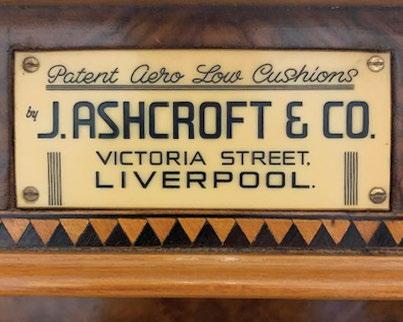 Patent Aero Low Cushions
by J. ASHCROFT & CO.
VICTORIA STREET.
LIVERPOOL.